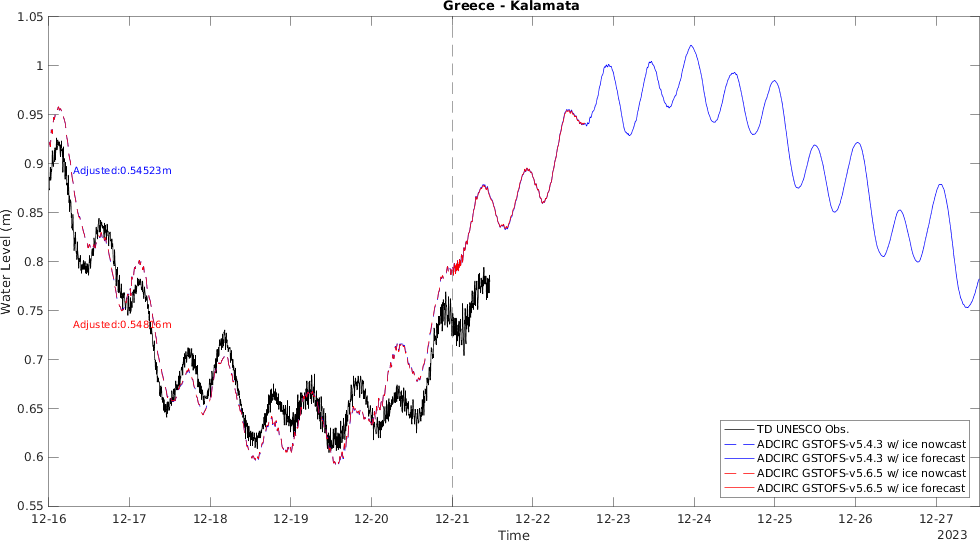 Greece - Kalamata
1.05
1
0.95
0.9
0.85
0.8
0.75
0.7
0.65
0.6
0.55
Water Level (m)
Adjusted:0.54523m
Adjusted:0.54816m
TD UNESCO Obs.
ADCIRC GSTOFS-v5.4.3 w/ ice nowcast
ADCIRC GSTOFS-v5.4.3 w/ ice forecast
ADCIRC GSTOFS-v5.6.5 w/ ice nowcast
ADCIRC GSTOFS-v5.6.5 w/ ice forecast
12-16 12-17 12-18 12-19 12-20 12-21 12-22 12-23 12-24 12-25 12-26 12-27
Time
2023